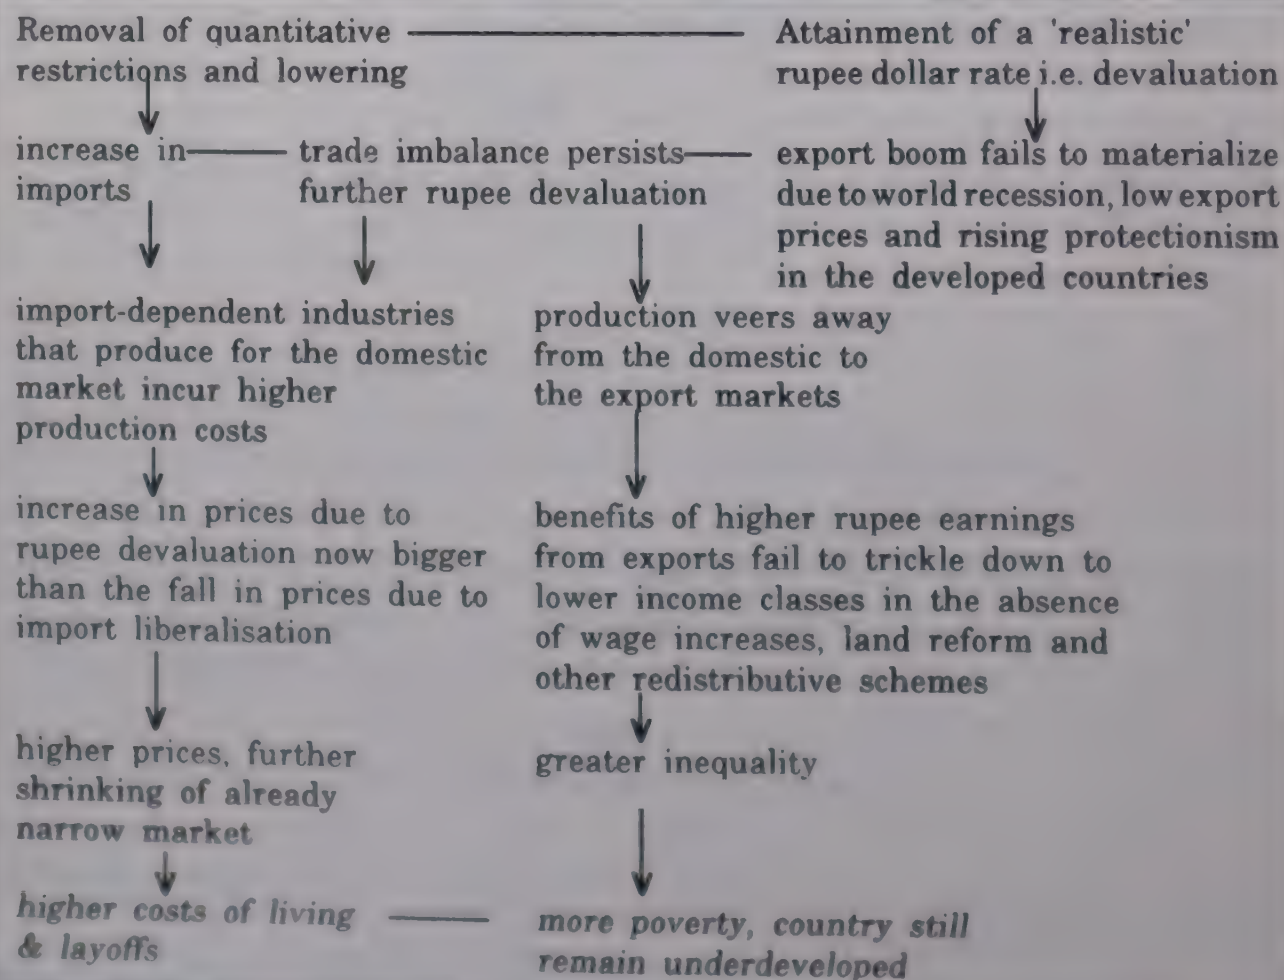 Removal of quantitative
restrictions and lowering
Attainment of a 'realistic'
rupee dollar rate i.e. devaluation
increase in
imports
trade imbalance persists
further rupee devaluation
export boom fails to materialize
due to world recession, low export
prices and rising protectionism
in the developed countries
import-dependent industries
that produce for the domestic
market incur higher
production costs
production veers away
from the domestic to
the export markets
increase in prices due to
rupee devaluation now bigger
than the fall in prices due to
import liberalisation
benefits of higher rupee earnings
from exports fail to trickle down to
lower income classes in the absence
of wage increases, land reform and
other redistributive schemes
higher prices, further
shrinking of already
narrow market
greater inequality
higher costs of living
& layoffs
more poverty, country still
remain underdeveloped